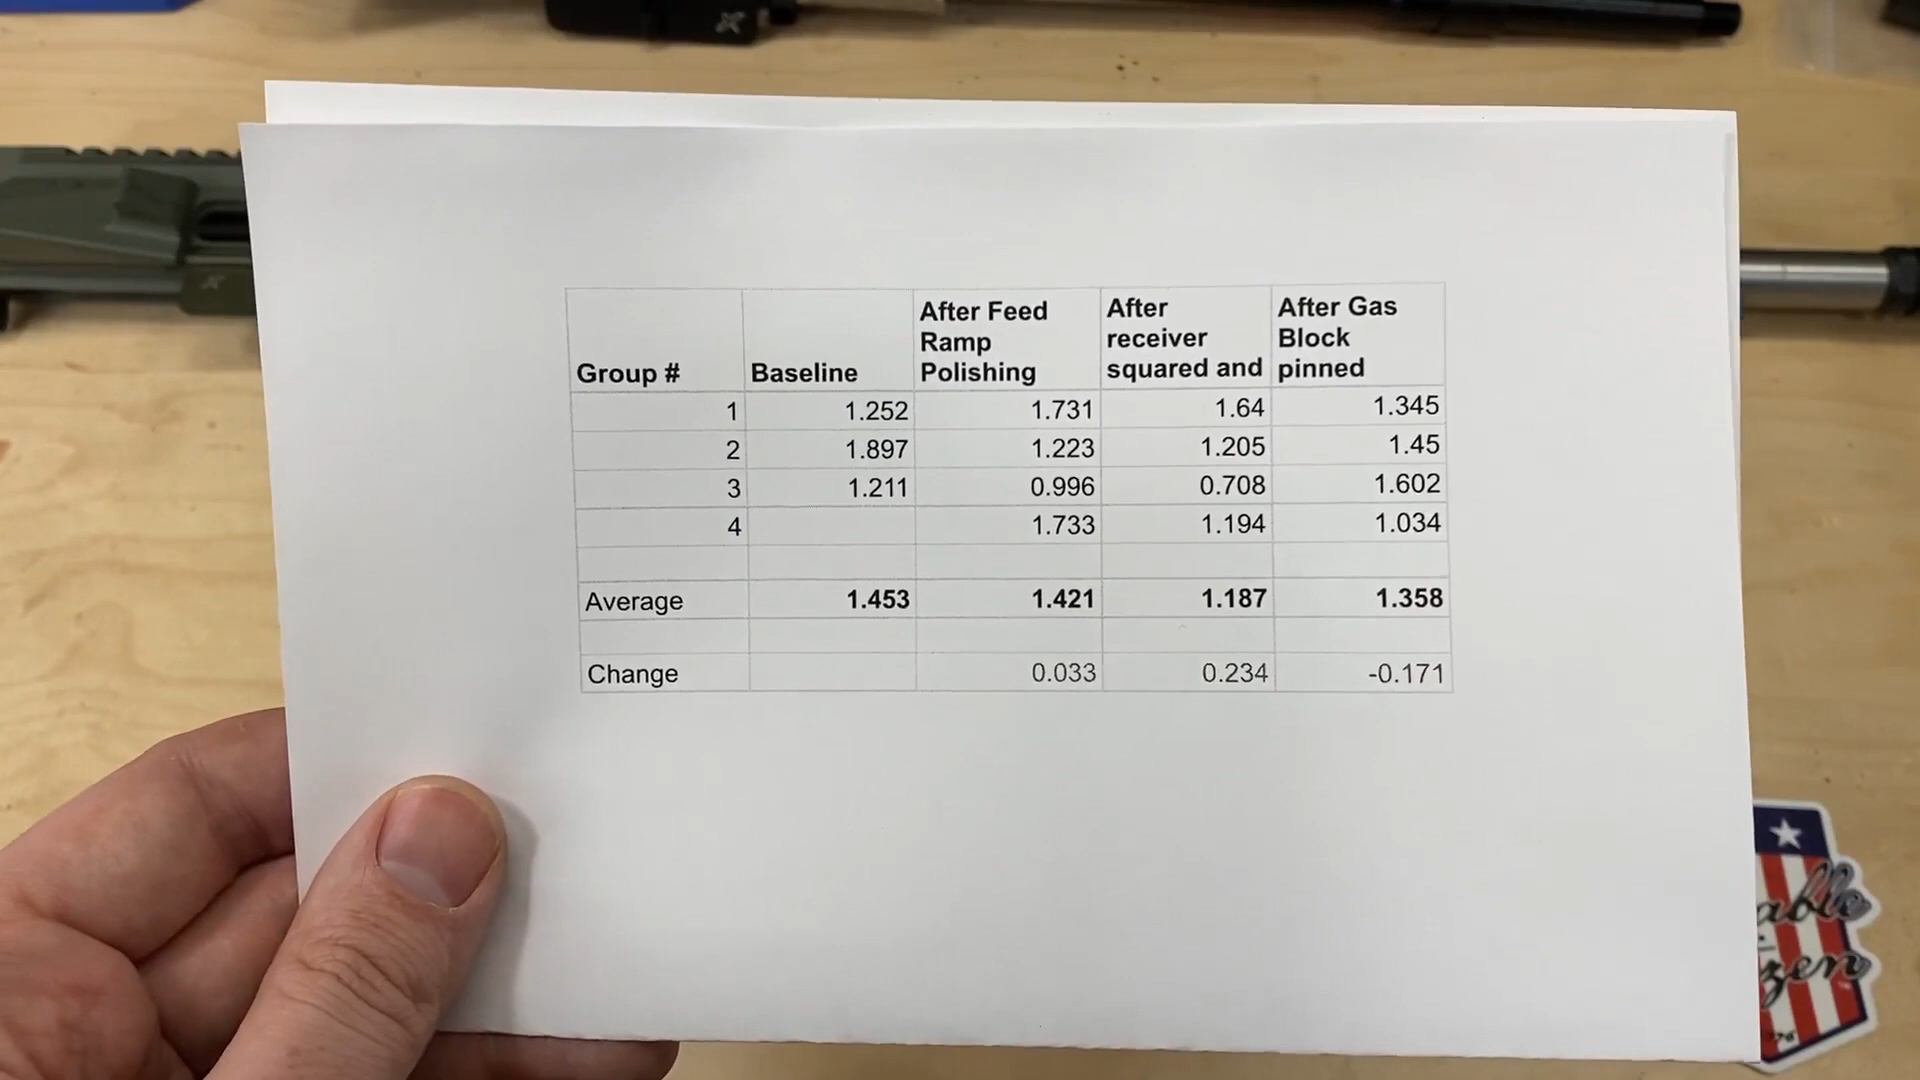 Group # Baseline After Feed Ramp Polishing After receiver squared and After Gas Block pinned
1 1.252 1.731 1.64 1.345
2 1.897 1.223 1.205 1.45
3 1.211 0.996 0.708 1.602
4 1.733 1.194 1.034
Average 1.453 1.421 1.187 1.358
Change 0.033 0.234 -0.171